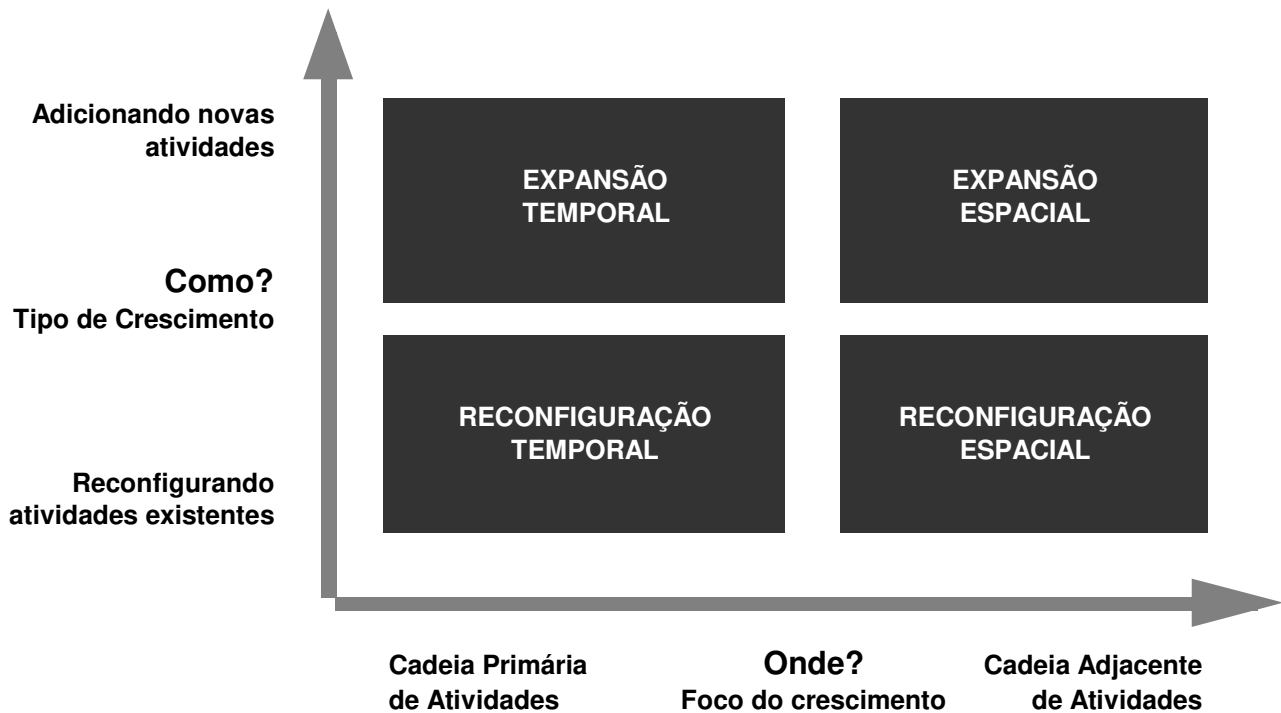 Adicionando novas
atividades
EXPANSÃO
TEMPORAL
EXPANSÃO
ESPACIAL
Como?
Tipo de Crescimento
RECONFIGURAÇÃO
TEMPORAL
RECONFIGURAÇÃO
ESPACIAL
Reconfigurando
atividades existentes
Cadeia Primária
de Atividades
Onde?
Foco do crescimento
Cadeia Adjacente
de Atividades